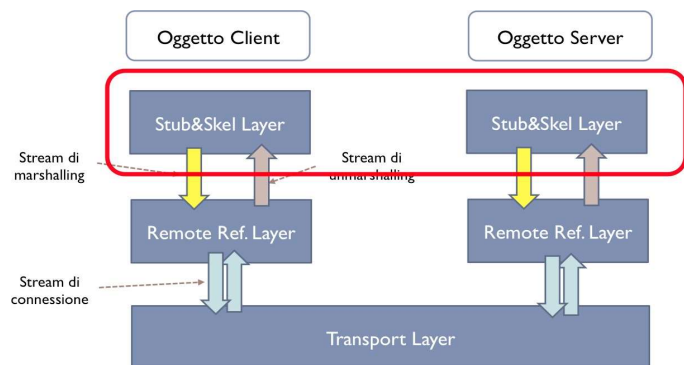 Oggetto Client
Oggetto Server
Stub&Skel Layer
Stub&Skel Layer
Stream di
marshalling
Stream di
unmarshalling
Remote Ref. Layer
Remote Ref. Layer
Stream di
connessione
Transport Layer